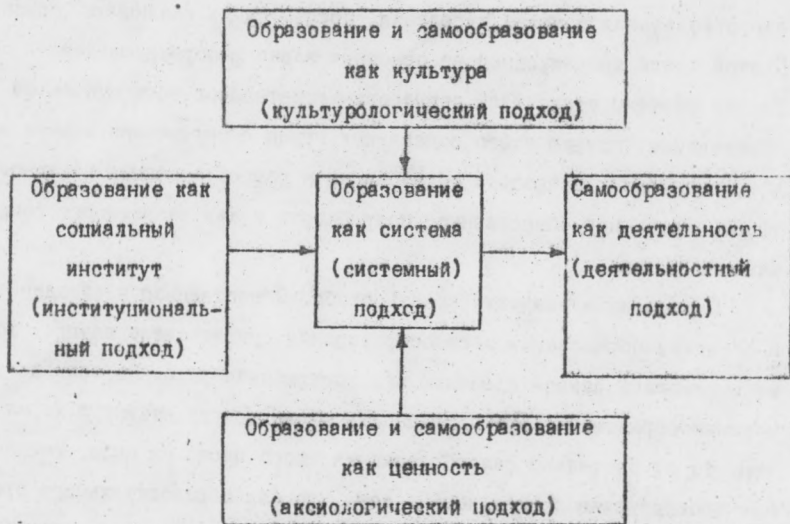 Образование и самообразование
как культура
(культурологический подход)
Образование как
социальный
институт
(институциональ-
ный подход)
Образование
как система
(системный)
подход)
Самообразование
как деятельность
(деятельностный
подход)
Образование и самообразование
как ценность
(аксиологический подход)